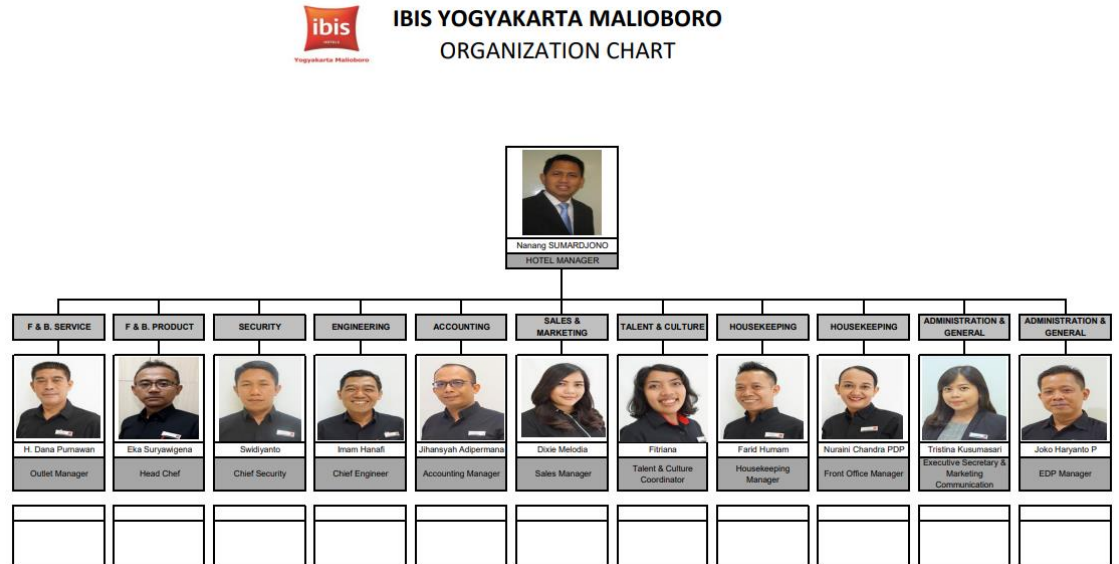 ibis
HOTELS
Yogyakarta Malioboro
IBIS YOGYAKARTA MALIOBORO
ORGANIZATION CHART
Nanang SUMARDJONO
HOTEL MANAGER
F & B. SERVICE
F & B. PRODUCT
SECURITY
ENGINEERING
ACCOUNTING
SALES &
MARKETING
TALENT & CULTURE
HOUSEKEEPING
HOUSEKEEPING
ADMINISTRATION &
GENERAL
ADMINISTRATION &
GENERAL
H. Dana Purnawan
Eka Suryawigena
Swidiyanto
Imam Hanafi
Jihansyah Adipermana
Dixie Melodia
Fitriana
Farid Humam
Nuraini Chandra PDP
Tristina Kusumasari
Joko Haryanto P
Outlet Manager
Head Chef
Chief Security
Chief Engineer
Accounting Manager
Sales Manager
Talent & Culture
Coordinator
Housekeeping
Manager
Front Office Manager
Executive Secretary &
Marketing
Communication
EDP Manager